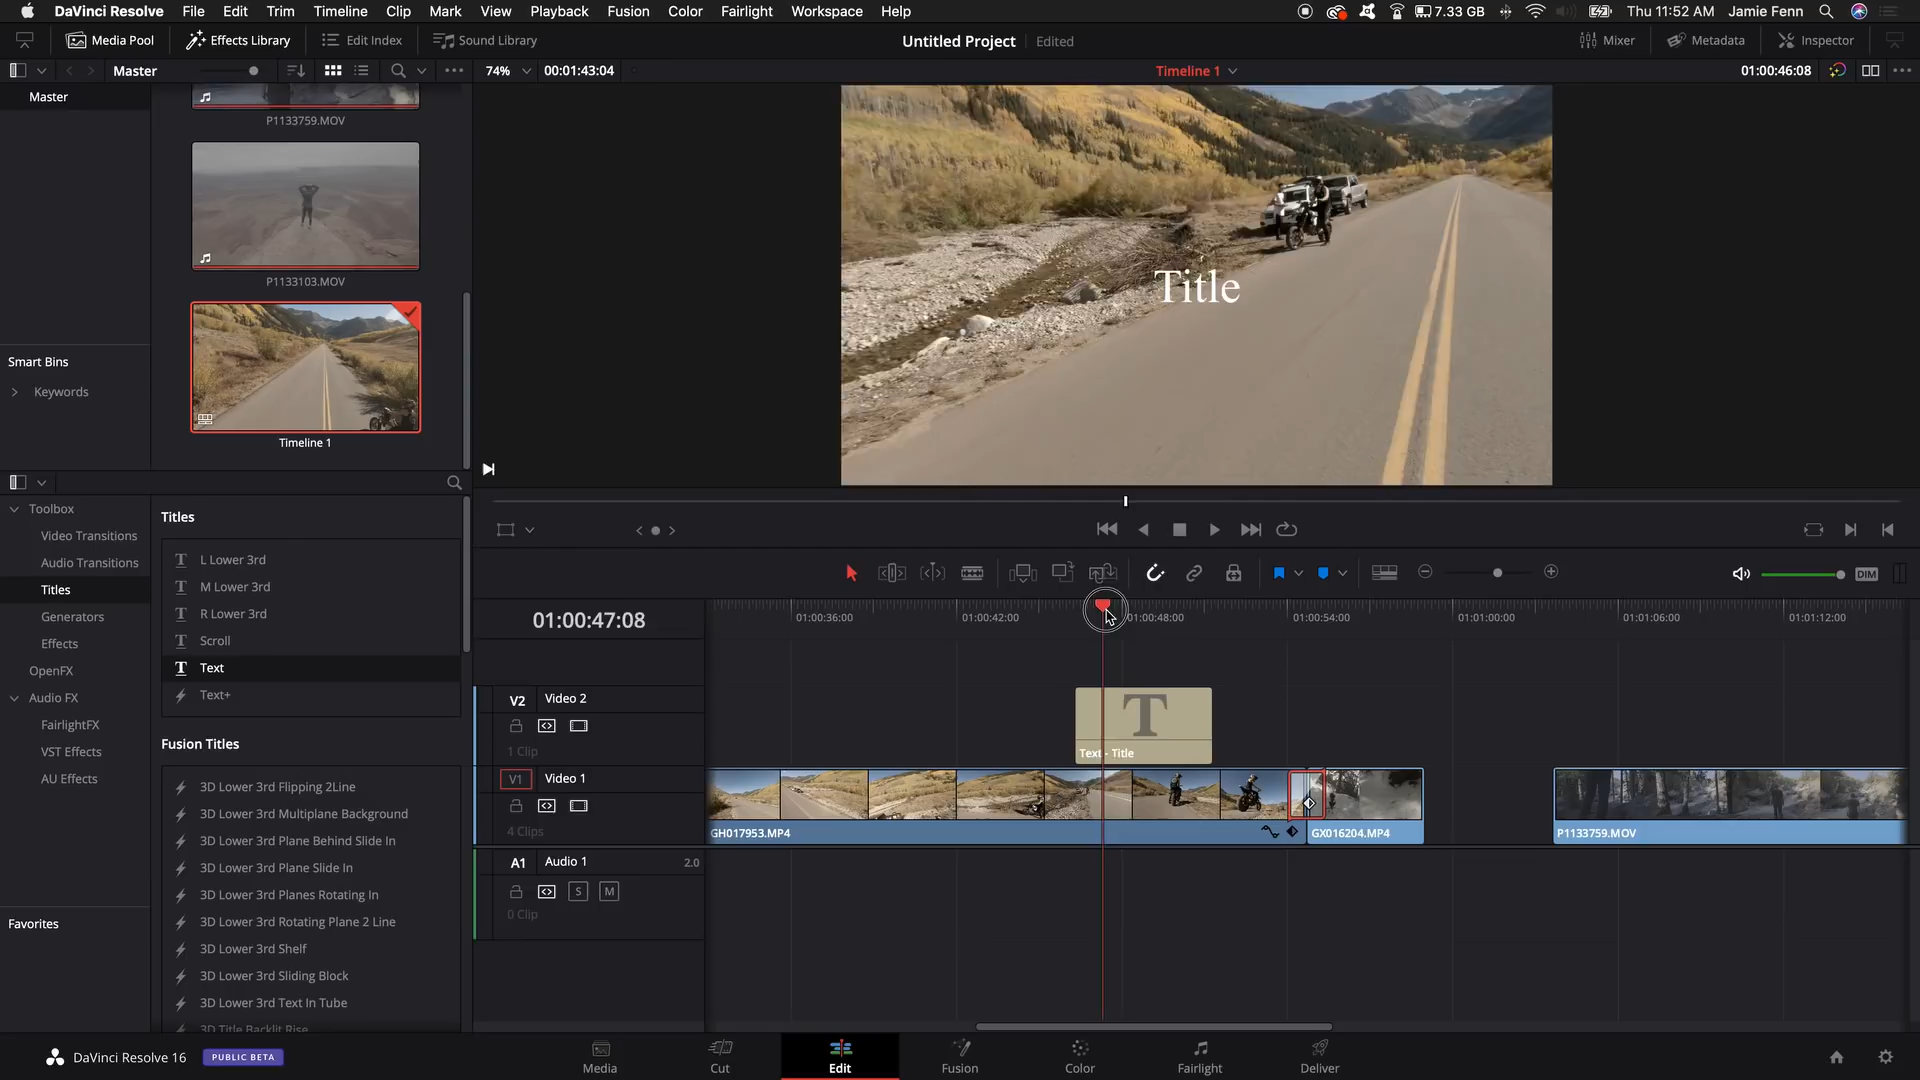 DaVinci Resolve File Edit Trim Timeline Clip Mark View Playback Fusion Color Fairlight Workspace Help 7.33 GB Thu 11:52 AM Jamie Fenn
Media Pool Effects Library Edit Index Sound Library Untitled Project Edited Mixer Metadata Inspector
Master 74% 00:01:43:04 Timeline 1 01:00:46:08
Master
P1133759.MOV
P1133103.MOV
Timeline 1
Smart Bins
Keywords
Title
Toolbox
Video Transitions
Audio Transitions
Titles
Generators
Effects
OpenFX
Audio FX
FairlightFX
VST Effects
AU Effects
Favorites
Titles
L Lower 3rd
M Lower 3rd
R Lower 3rd
Scroll
Text
Text+
Fusion Titles
3D Lower 3rd Flipping 2Line
3D Lower 3rd Multiplane Background
3D Lower 3rd Plane Behind Slide In
3D Lower 3rd Plane Slide In
3D Lower 3rd Planes Rotating In
3D Lower 3rd Rotating Plane 2 Line
3D Lower 3rd Shelf
3D Lower 3rd Sliding Block
3D Lower 3rd Text In Tube
3D Title Backlit Rise
DIM
01:00:47:08 01:00:36:00 01:00:42:00 01:00:48:00 01:00:54:00 01:01:00:00 01:01:06:00 01:01:12:00
V2 Video 2
1 Clip
T
Text - Title
V1 Video 1
4 Clips
GH017953.MP4 GX016204.MP4 P1133759.MOV
A1 Audio 1 2.0
S M
0 Clip
DaVinci Resolve 16 PUBLIC BETA
Media Cut Edit Fusion Color Fairlight Deliver